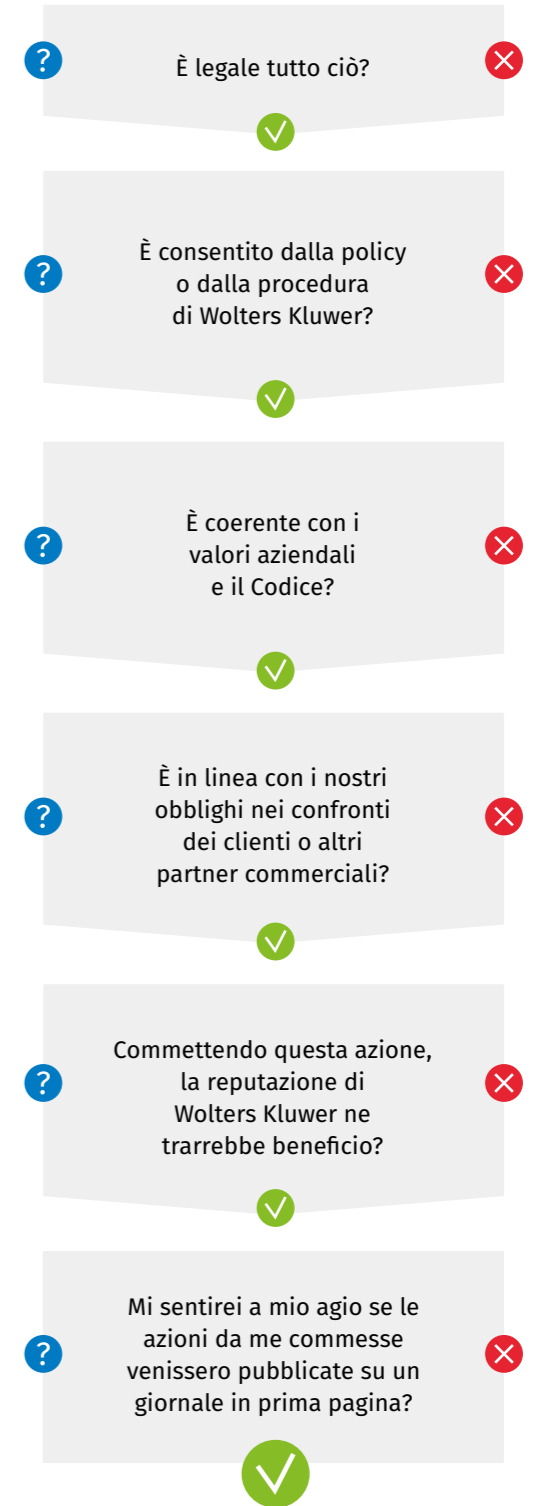 È legale tutto ciò?
È consentito dalla policy
o dalla procedura
di Wolters Kluwer?
È coerente con i
valori aziendali
e il Codice?
È in linea con i nostri
obblighi nei confronti
dei clienti o altri
partner commerciali?
Commettendo questa azione,
la reputazione di
Wolters Kluwer ne
trarrebbe beneficio?
Mi sentirei a mio agio se le
azioni da me commesse
venissero pubblicate su un
giornale in prima pagina?